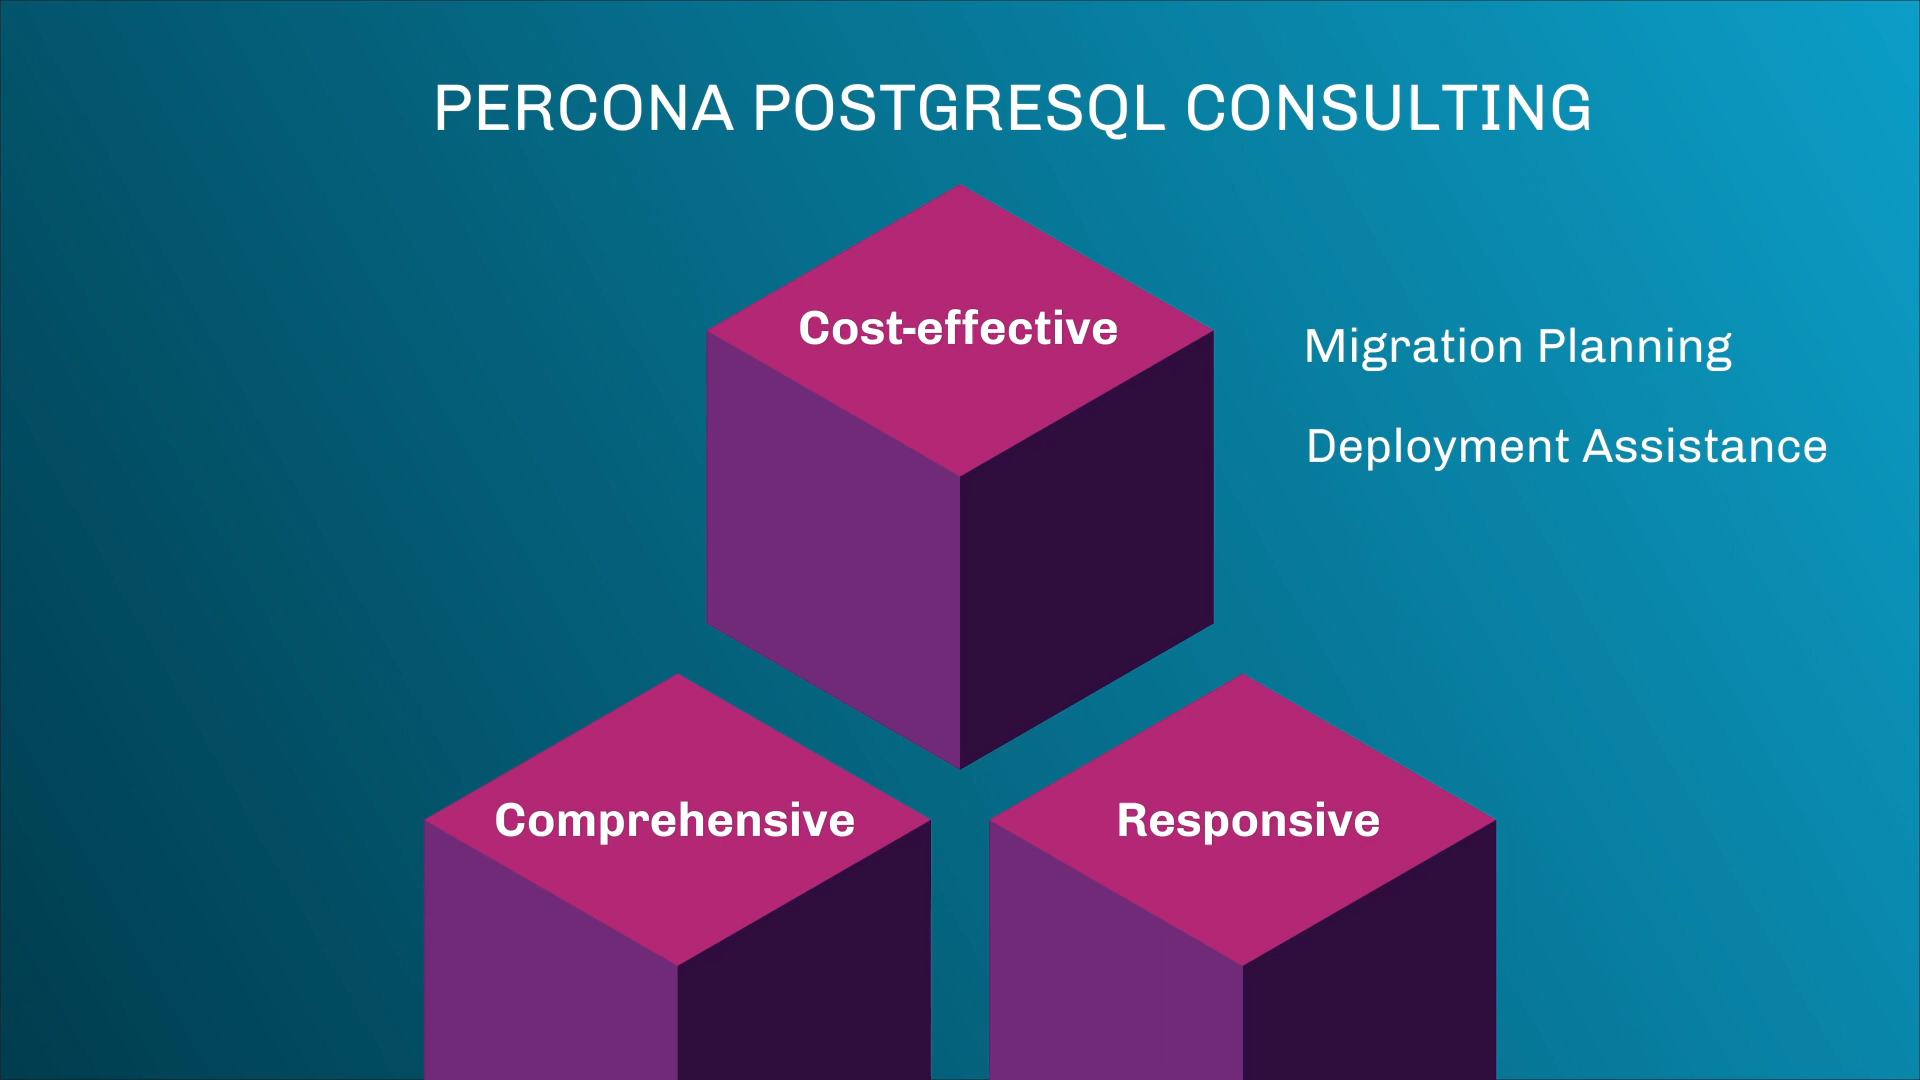 PERCONA POSTGRESQL CONSULTING
Cost-effective
Migration Planning
Deployment Assistance
Comprehensive
Responsive